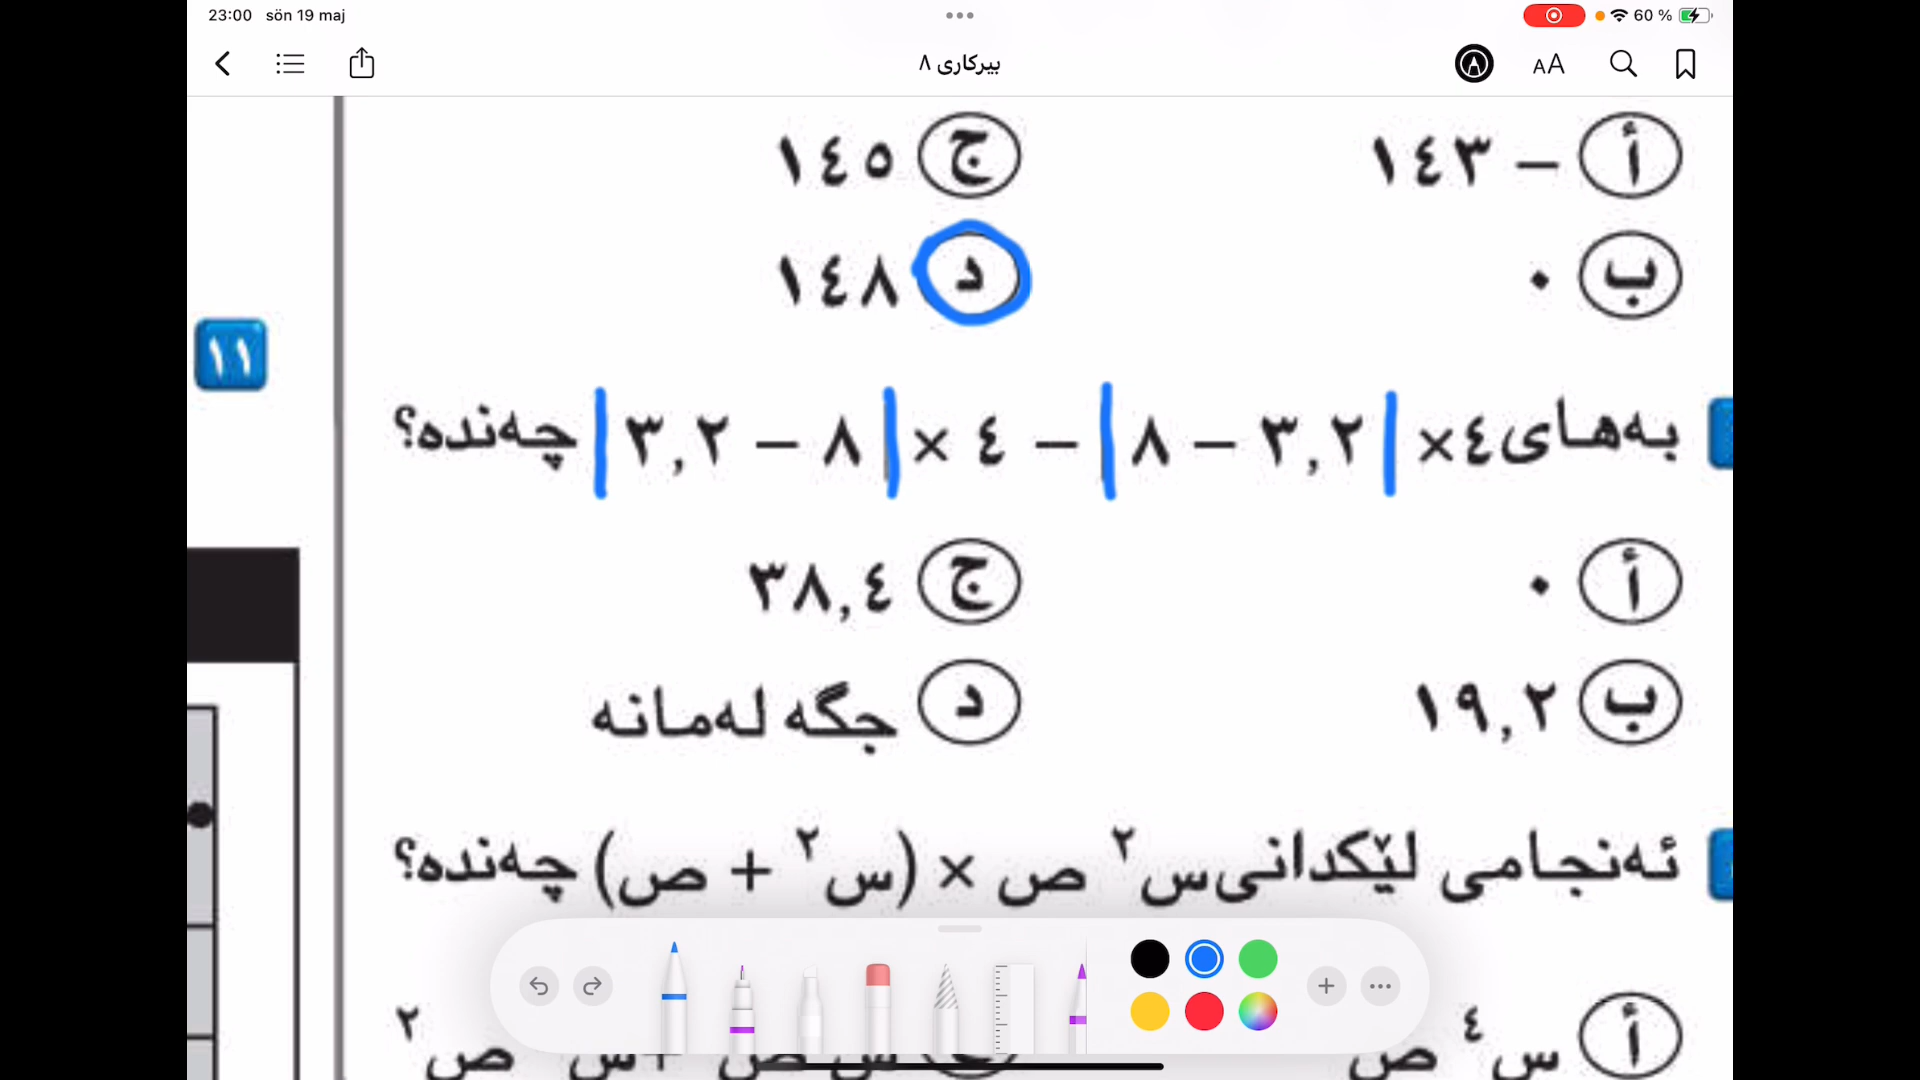 23:00 sön 19 maj
60 %
بیرکاری ٨
AA
أ – ١٤٣
ج ١٤٥
ب ٠
د ١٤٨
١١
بەهای ٤× |٣,٢ – ٨| – ٤ × |٨ – ٣,٢| چەندە؟
أ ٠
ج ٣٨,٤
ب ١٩,٢
د جگە لەمانە
ئەنجامی لێکدانی س٢ ص × (س٢ + ص) چەندە؟
أ س٤ ص